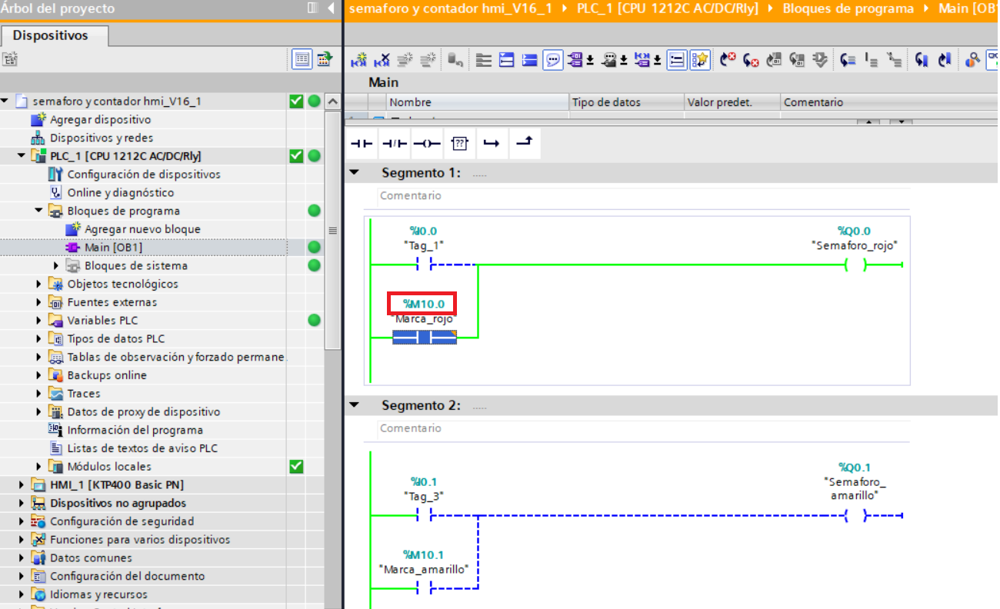 Árbol del proyecto
Dispositivos
semaforo y contador hmi_V16_1
Agregar dispositivo
Dispositivos y redes
PLC_1 [CPU 1212C AC/DC/Rly]
Configuración de dispositivos
Online y diagnóstico
Bloques de programa
Agregar nuevo bloque
Main [OB1]
Bloques de sistema
Objetos tecnológicos
Fuentes externas
Variables PLC
Tipos de datos PLC
Tablas de observación y forzado permane
Backups online
Traces
Datos de proxy de dispositivo
Información del programa
Listas de textos de aviso PLC
Módulos locales
HMI_1 [KTP400 Basic PN]
Dispositivos no agrupados
Configuración de seguridad
Funciones para varios dispositivos
Datos comunes
Configuración del documento
Idiomas y recursos
semaforo y contador hmi_V16_1 PLC_1 [CPU 1212C AC/DC/Rly] Bloques de programa Main [OB1
Main
Nombre Tipo de datos Valor predet. Comentario
??
Segmento 1: .....
Comentario
%I0.0
"Tag_1"
%Q0.0
"Semaforo_rojo"
%M10.0
"Marca_rojo"
Segmento 2: .....
Comentario
%I0.1
"Tag_3"
%Q0.1
"Semaforo_
amarillo"
%M10.1
"Marca_amarillo"